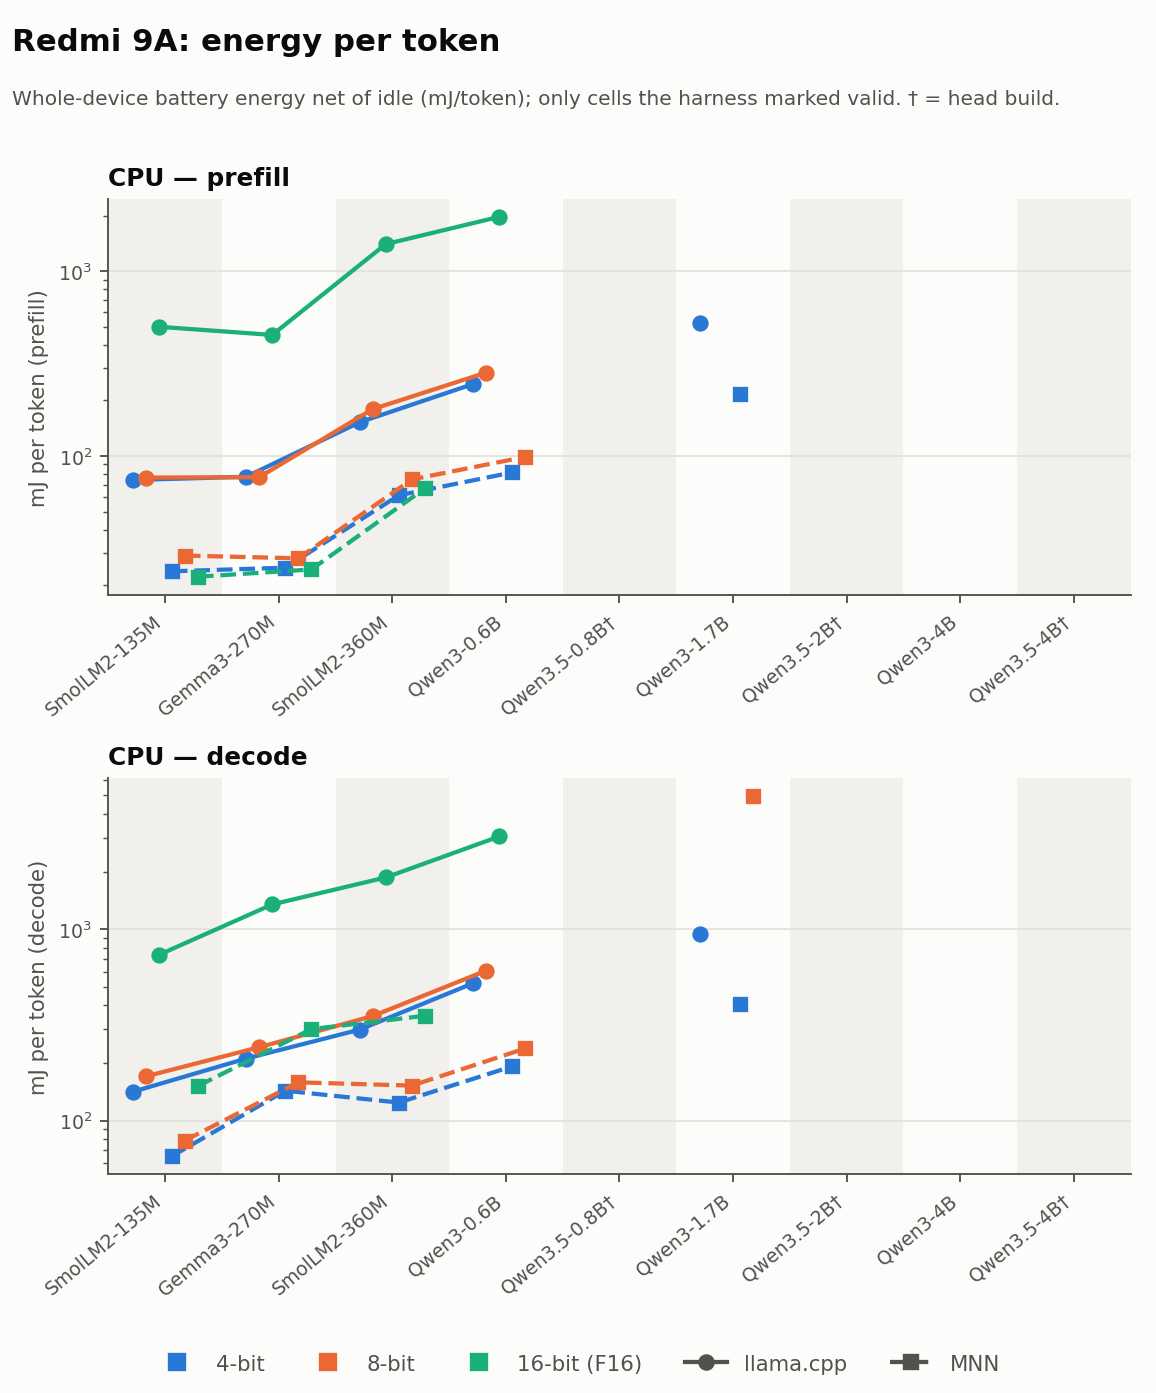 Redmi 9A: energy per token
Whole-device battery energy net of idle (mJ/token); only cells the harness marked valid. † = head build.
CPU — prefill
mJ per token (prefill)
10³
10²
SmolLM2-135M
Gemma3-270M
SmolLM2-360M
Qwen3-0.6B
Qwen3.5-0.8B†
Qwen3-1.7B
Qwen3.5-2B†
Qwen3-4B
Qwen3.5-4B†
CPU — decode
mJ per token (decode)
10³
10²
SmolLM2-135M
Gemma3-270M
SmolLM2-360M
Qwen3-0.6B
Qwen3.5-0.8B†
Qwen3-1.7B
Qwen3.5-2B†
Qwen3-4B
Qwen3.5-4B†
4-bit 8-bit 16-bit (F16) llama.cpp MNN